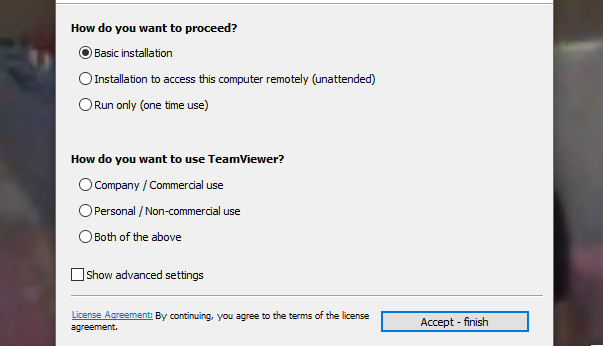 How do you want to proceed?
Basic installation
Installation to access this computer remotely (unattended)
Run only (one time use)
How do you want to use TeamViewer?
Company / Commercial use
Personal / Non-commercial use
Both of the above
Show advanced settings
License Agreement: By continuing, you agree to the terms of the license
agreement.
Accept - finish